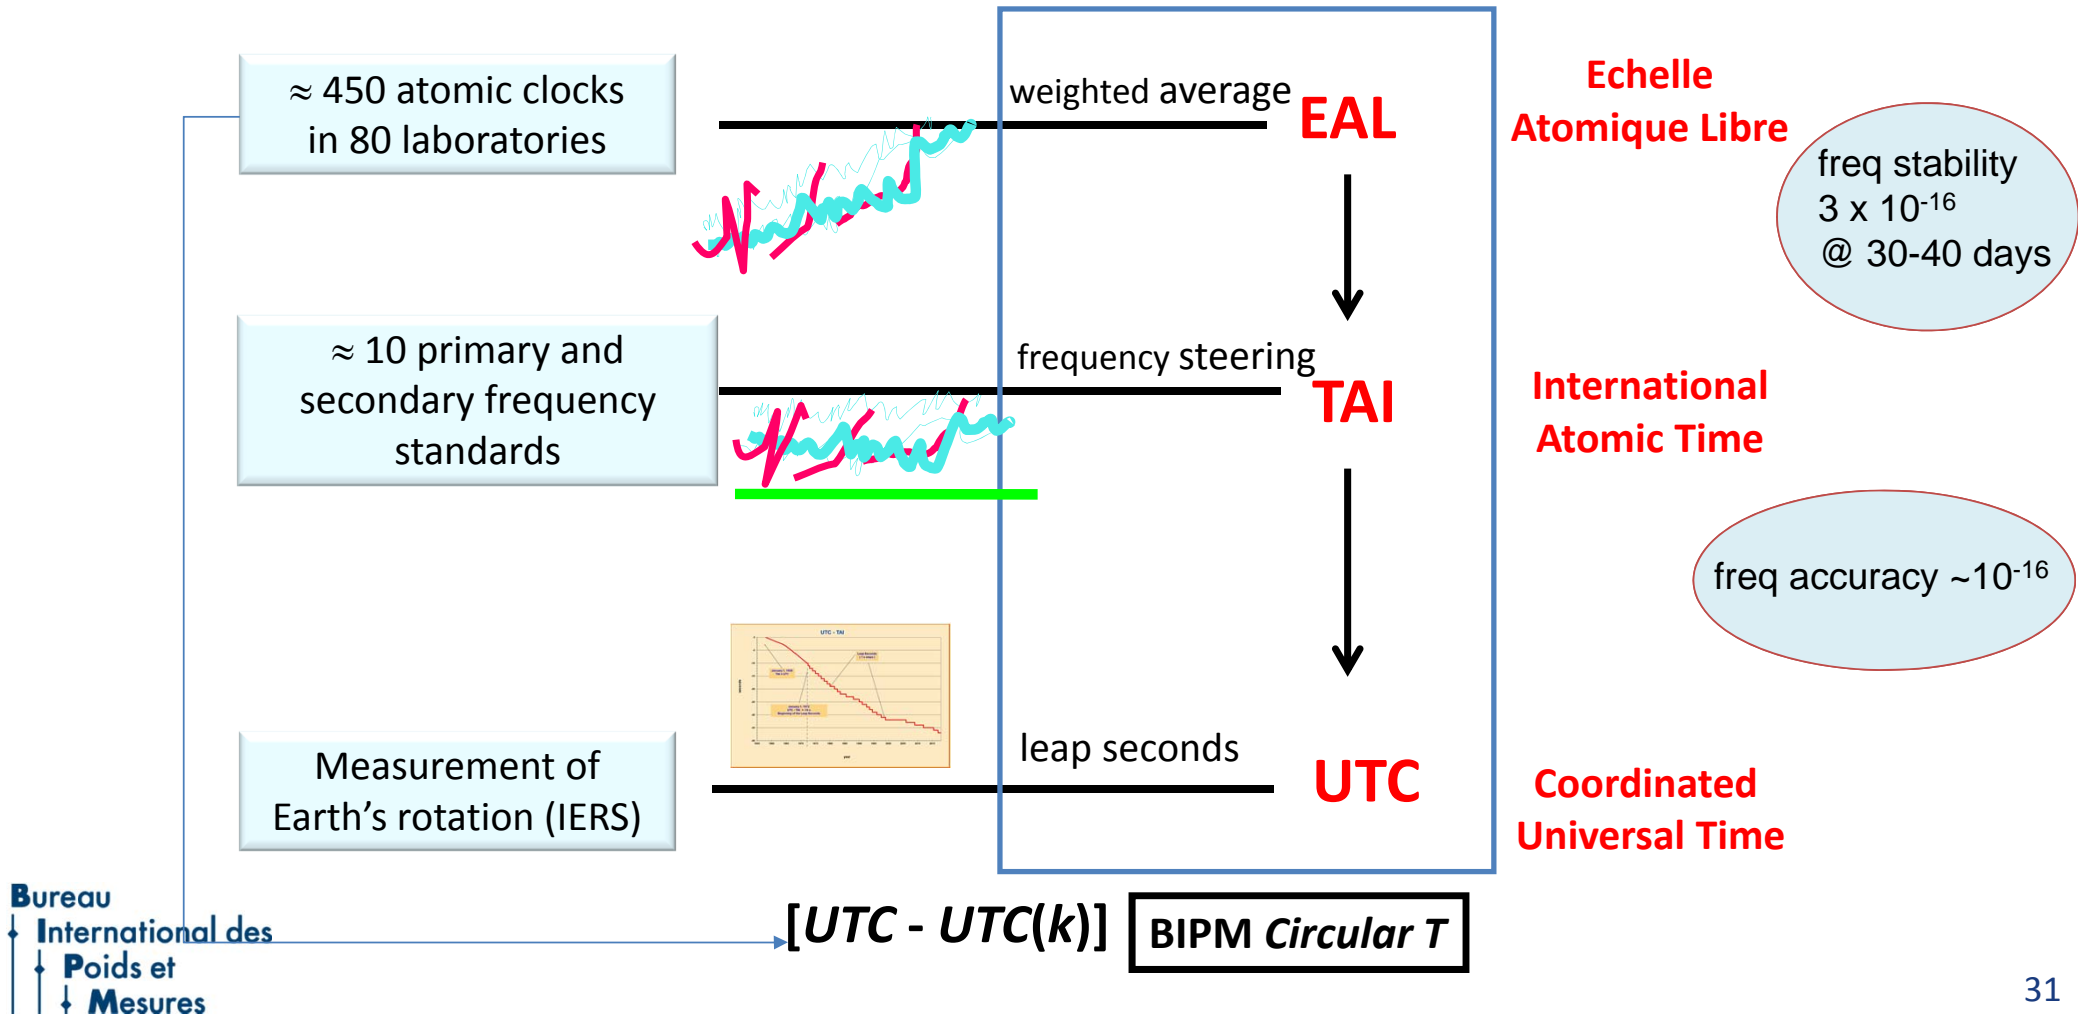 ≈ 450 atomic clocks
in 80 laboratories
weighted average
EAL
Echelle
Atomique Libre
freq stability
3 x 10⁻¹⁶
@ 30-40 days
≈ 10 primary and
secondary frequency
standards
frequency steering
TAI
International
Atomic Time
freq accuracy ~10⁻¹⁶
UTC - TAI
Measurement of
Earth’s rotation (IERS)
leap seconds
UTC
Coordinated
Universal Time
[UTC - UTC(k)]
BIPM Circular T
Bureau
International des
Poids et
Mesures
31